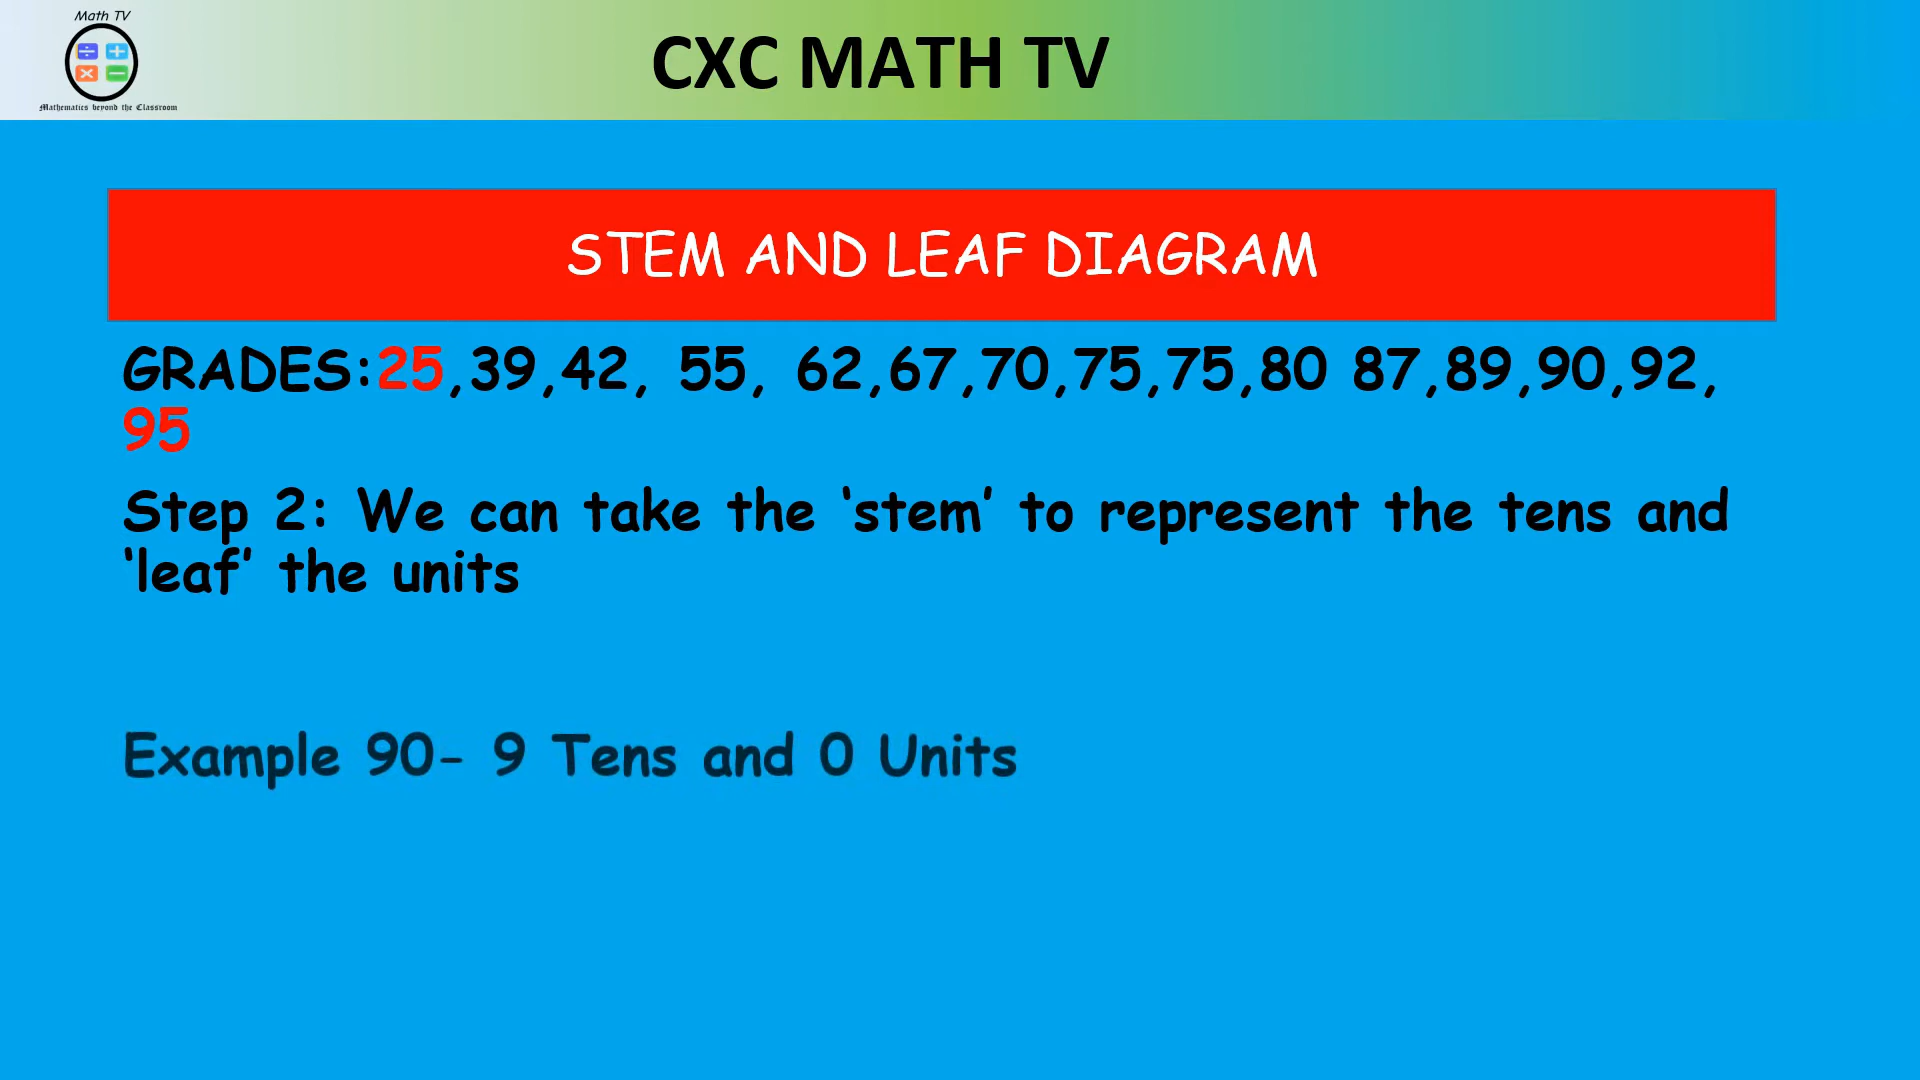 Math TV
Mathematics beyond the Classroom
CXC MATH TV
STEM AND LEAF DIAGRAM
GRADES:25,39,42, 55, 62,67,70,75,75,80 87,89,90,92,
95
Step 2: We can take the ‘stem’ to represent the tens and
‘leaf’ the units
Example 90- 9 Tens and 0 Units